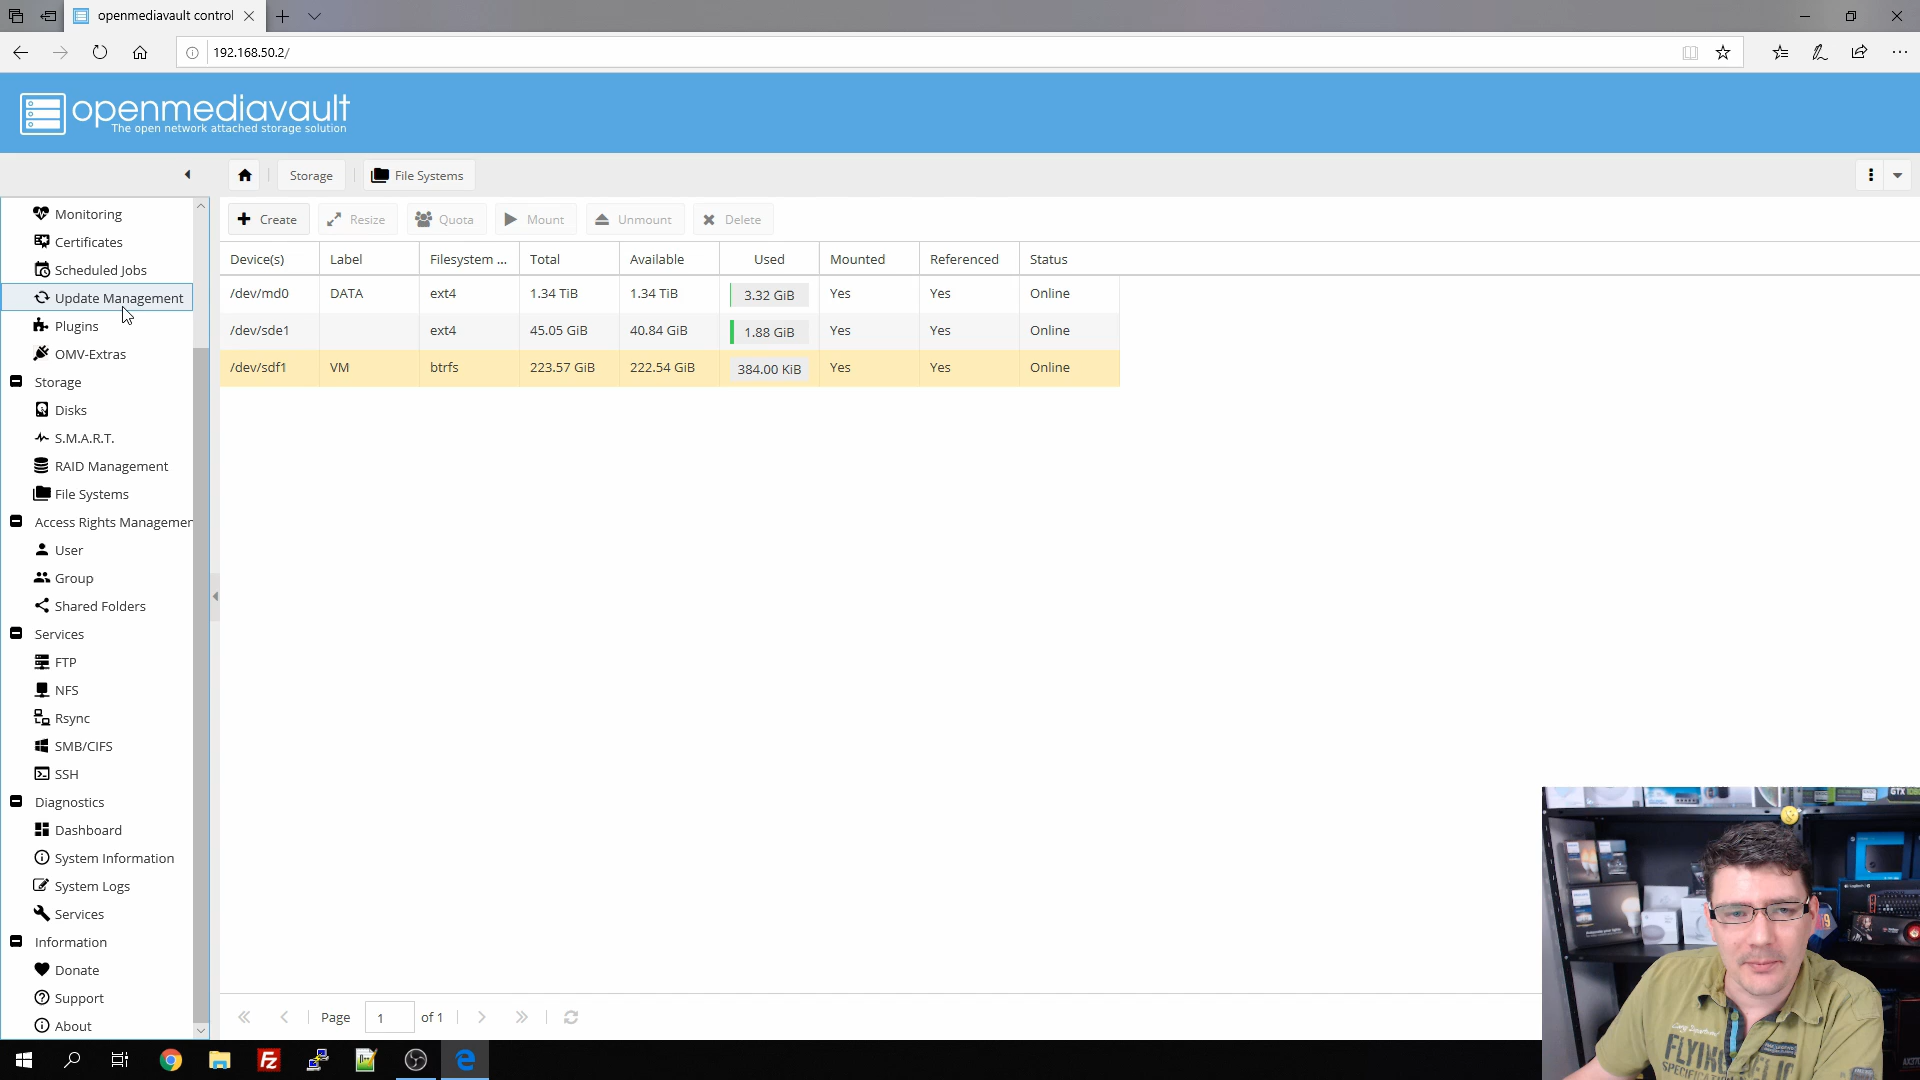 openmediavault control
192.168.50.2/
openmediavault
The open network attached storage solution
Storage
File Systems
Monitoring
Certificates
Scheduled Jobs
Update Management
Plugins
OMV-Extras
Storage
Disks
S.M.A.R.T.
RAID Management
File Systems
Access Rights Managemen
User
Group
Shared Folders
Services
FTP
NFS
Rsync
SMB/CIFS
SSH
Diagnostics
Dashboard
System Information
System Logs
Services
Information
Donate
Support
About
Create Resize Quota Mount Unmount Delete
Device(s) Label Filesystem ... Total Available Used Mounted Referenced Status
/dev/md0 DATA ext4 1.34 TiB 1.34 TiB 3.32 GiB Yes Yes Online
/dev/sde1 ext4 45.05 GiB 40.84 GiB 1.88 GiB Yes Yes Online
/dev/sdf1 VM btrfs 223.57 GiB 222.54 GiB 384.00 KiB Yes Yes Online
Page 1 of 1
Fz
GTX
FLYIN